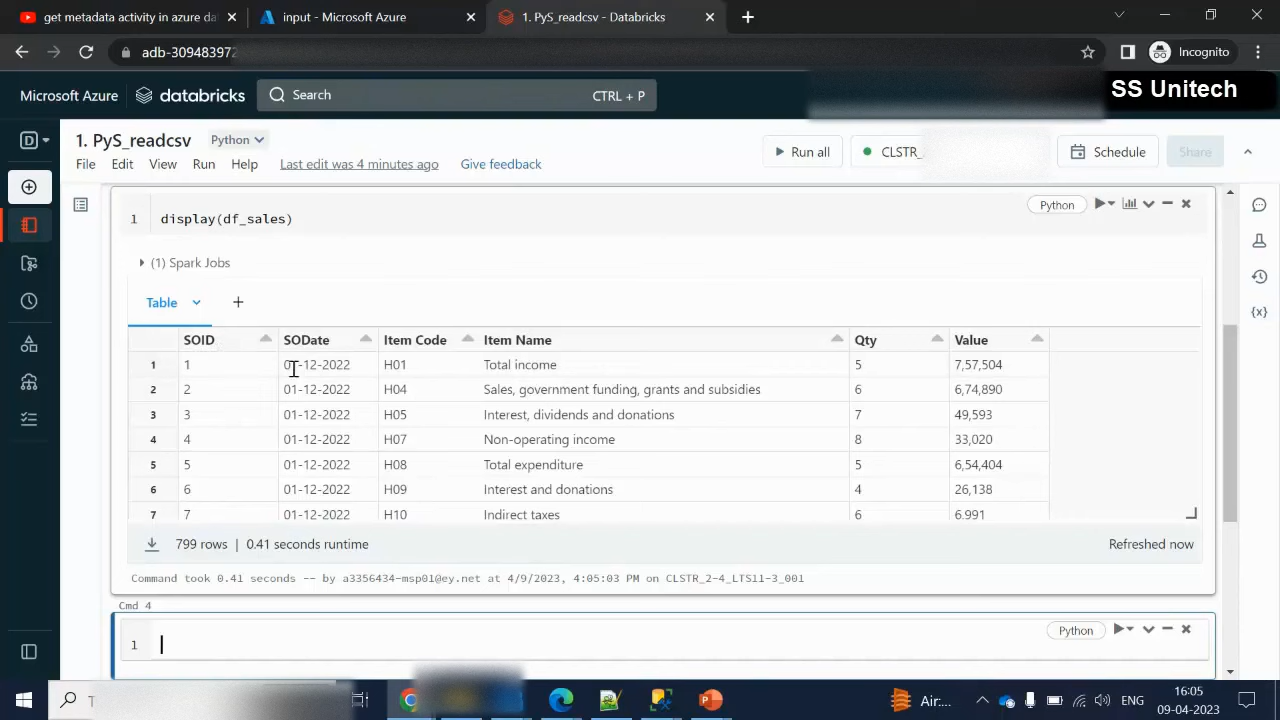 get metadata activity in azure da
input - Microsoft Azure
1. PyS_readcsv - Databricks
adb-309483972
Incognito
Microsoft Azure
databricks
Search
CTRL + P
SS Unitech
D
1. PyS_readcsv
Python
File
Edit
View
Run
Help
Last edit was 4 minutes ago
Give feedback
Run all
CLSTR_
Schedule
Share
1
display(df_sales)
Python
(1) Spark Jobs
Table
+
SOID SODate Item Code Item Name Qty Value
1 1 01-12-2022 H01 Total income 5 7,57,504
2 2 01-12-2022 H04 Sales, government funding, grants and subsidies 6 6,74,890
3 3 01-12-2022 H05 Interest, dividends and donations 7 49,593
4 4 01-12-2022 H07 Non-operating income 8 33,020
5 5 01-12-2022 H08 Total expenditure 5 6,54,404
6 6 01-12-2022 H09 Interest and donations 4 26,138
7 7 01-12-2022 H10 Indirect taxes 6 6,991
799 rows | 0.41 seconds runtime
Refreshed now
Command took 0.41 seconds -- by a3356434-msp01@ey.net at 4/9/2023, 4:05:03 PM on CLSTR_2-4_LTS11-3_001
Cmd 4
1
Python
T
Air:...
ENG
16:05
09-04-2023